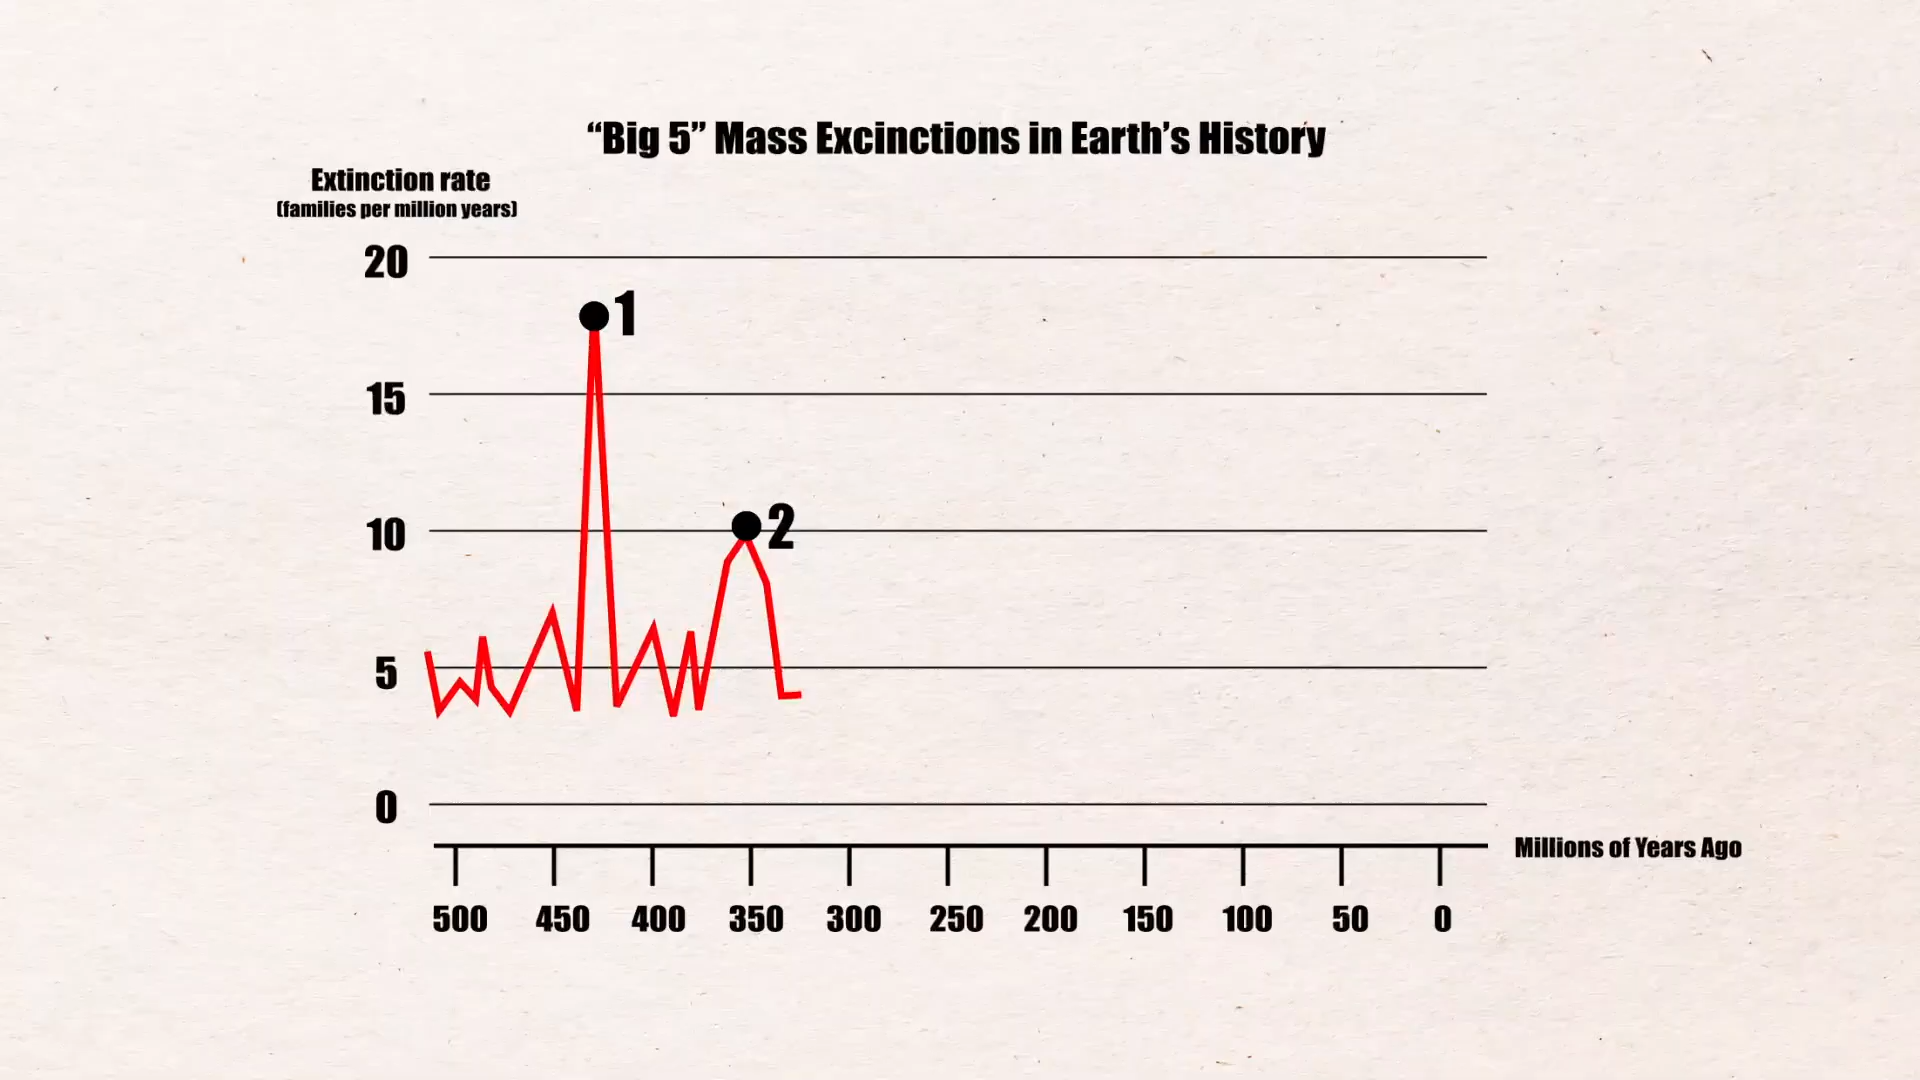 “Big 5” Mass Excinctions in Earth’s History
Extinction rate
(families per million years)
20
1
15
2
10
5
0
Millions of Years Ago
500 450 400 350 300 250 200 150 100 50 0